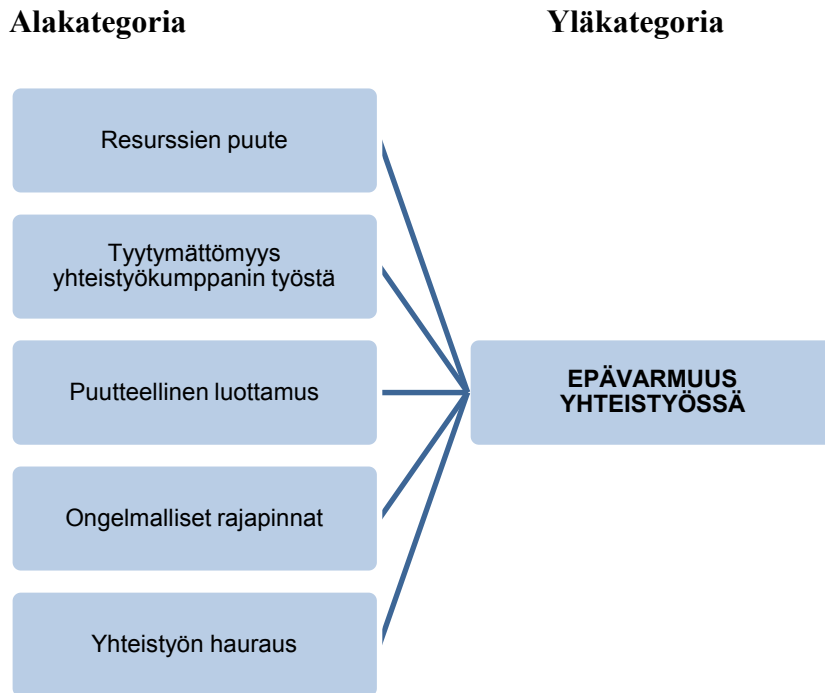 Alakategoria
Yläkategoria
Resurssien puute
Tyytymättömyys
yhteistyökumppanin työstä
Puutteellinen luottamus
Ongelmalliset rajapinnat
Yhteistyön hauraus
EPÄVARMUUS
YHTEISTYÖSSÄ